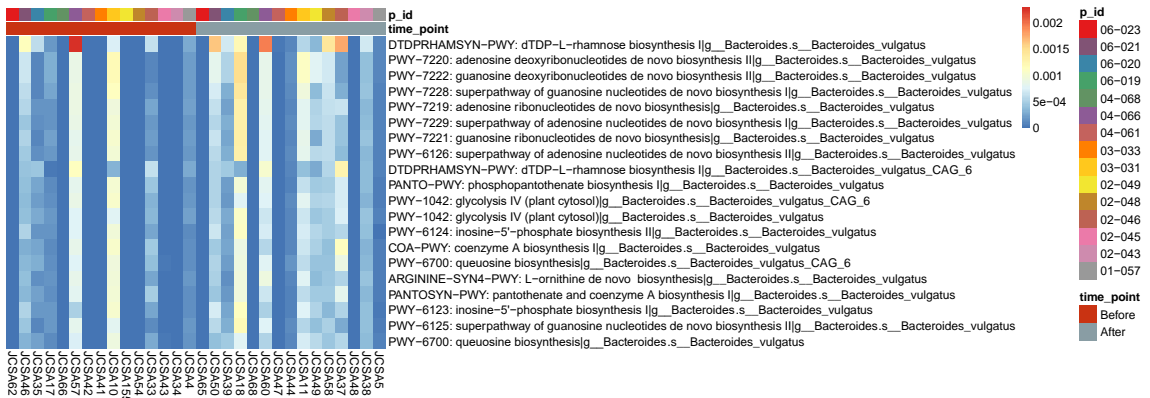 p_id
time_point
DTDPRHAMSYN−PWY: dTDP−L−rhamnose biosynthesis I|g__Bacteroides.s__Bacteroides_vulgatus
PWY−7220: adenosine deoxyribonucleotides de novo biosynthesis II|g__Bacteroides.s__Bacteroides_vulgatus
PWY−7222: guanosine deoxyribonucleotides de novo biosynthesis II|g__Bacteroides.s__Bacteroides_vulgatus
PWY−7228: superpathway of guanosine nucleotides de novo biosynthesis I|g__Bacteroides.s__Bacteroides_vulgatus
PWY−7219: adenosine ribonucleotides de novo biosynthesis|g__Bacteroides.s__Bacteroides_vulgatus
PWY−7229: superpathway of adenosine nucleotides de novo biosynthesis I|g__Bacteroides.s__Bacteroides_vulgatus
PWY−7221: guanosine ribonucleotides de novo biosynthesis|g__Bacteroides.s__Bacteroides_vulgatus
PWY−6126: superpathway of adenosine nucleotides de novo biosynthesis II|g__Bacteroides.s__Bacteroides_vulgatus
DTDPRHAMSYN−PWY: dTDP−L−rhamnose biosynthesis I|g__Bacteroides.s__Bacteroides_vulgatus_CAG_6
PANTO−PWY: phosphopantothenate biosynthesis I|g__Bacteroides.s__Bacteroides_vulgatus
PWY−1042: glycolysis IV (plant cytosol)|g__Bacteroides.s__Bacteroides_vulgatus_CAG_6
PWY−1042: glycolysis IV (plant cytosol)|g__Bacteroides.s__Bacteroides_vulgatus
PWY−6124: inosine−5'−phosphate biosynthesis II|g__Bacteroides.s__Bacteroides_vulgatus
COA−PWY: coenzyme A biosynthesis I|g__Bacteroides.s__Bacteroides_vulgatus
PWY−6700: queuosine biosynthesis|g__Bacteroides.s__Bacteroides_vulgatus_CAG_6
ARGININE−SYN4−PWY: L−ornithine de novo  biosynthesis|g__Bacteroides.s__Bacteroides_vulgatus
PANTOSYN−PWY: pantothenate and coenzyme A biosynthesis I|g__Bacteroides.s__Bacteroides_vulgatus
PWY−6123: inosine−5'−phosphate biosynthesis I|g__Bacteroides.s__Bacteroides_vulgatus
PWY−6125: superpathway of guanosine nucleotides de novo biosynthesis II|g__Bacteroides.s__Bacteroides_vulgatus
PWY−6700: queuosine biosynthesis|g__Bacteroides.s__Bacteroides_vulgatus
JCSA62
JCSA46
JCSA35
JCSA17
JCSA66
JCSA57
JCSA42
JCSA41
JCSA10
JCSA155
JCSA54
JCSA33
JCSA43
JCSA34
JCSA4
JCSA65
JCSA50
JCSA39
JCSA18
JCSA68
JCSA60
JCSA47
JCSA44
JCSA11
JCSA49
JCSA58
JCSA37
JCSA48
JCSA38
JCSA5
0.002
0.0015
0.001
5e−04
0
p_id
06−023
06−021
06−020
06−019
04−068
04−066
04−061
03−033
03−031
02−049
02−048
02−046
02−045
02−043
01−057
time_point
Before
After